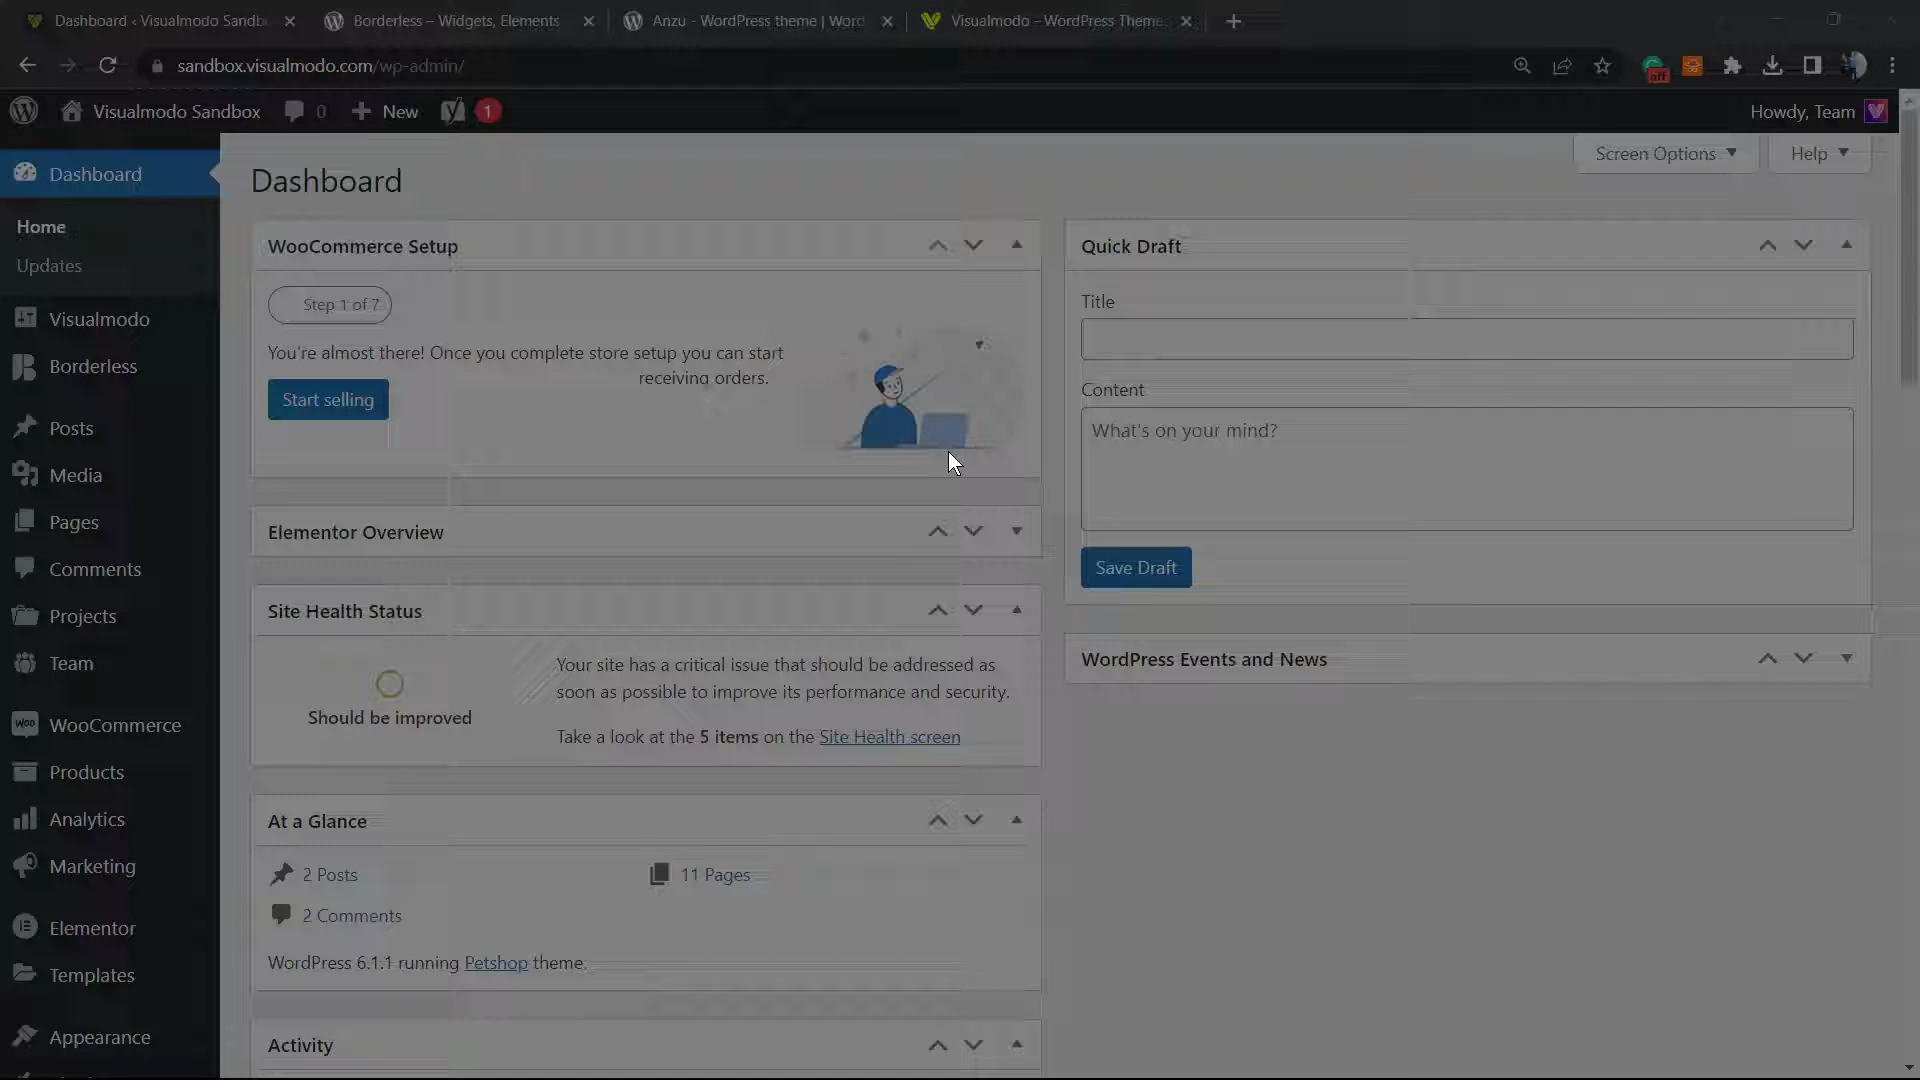 Dashboard ‹ Visualmodo Sandb
Borderless – Widgets, Elements
Anzu - WordPress theme | Word
Visualmodo - WordPress Theme
sandbox.visualmodo.com/wp-admin/
off
Visualmodo Sandbox
0
New
1
Howdy, Team
Dashboard
Home
Updates
Visualmodo
Borderless
Posts
Media
Pages
Comments
Projects
Team
WooCommerce
Products
Analytics
Marketing
Elementor
Templates
Appearance
Screen Options
Help
Dashboard
WooCommerce Setup
Step 1 of 7
You're almost there! Once you complete store setup you can start
receiving orders.
Start selling
Elementor Overview
Site Health Status
Should be improved
Your site has a critical issue that should be addressed as
soon as possible to improve its performance and security.
Take a look at the 5 items on the Site Health screen
At a Glance
2 Posts
11 Pages
2 Comments
WordPress 6.1.1 running Petshop theme.
Activity
Quick Draft
Title
Content
What's on your mind?
Save Draft
WordPress Events and News